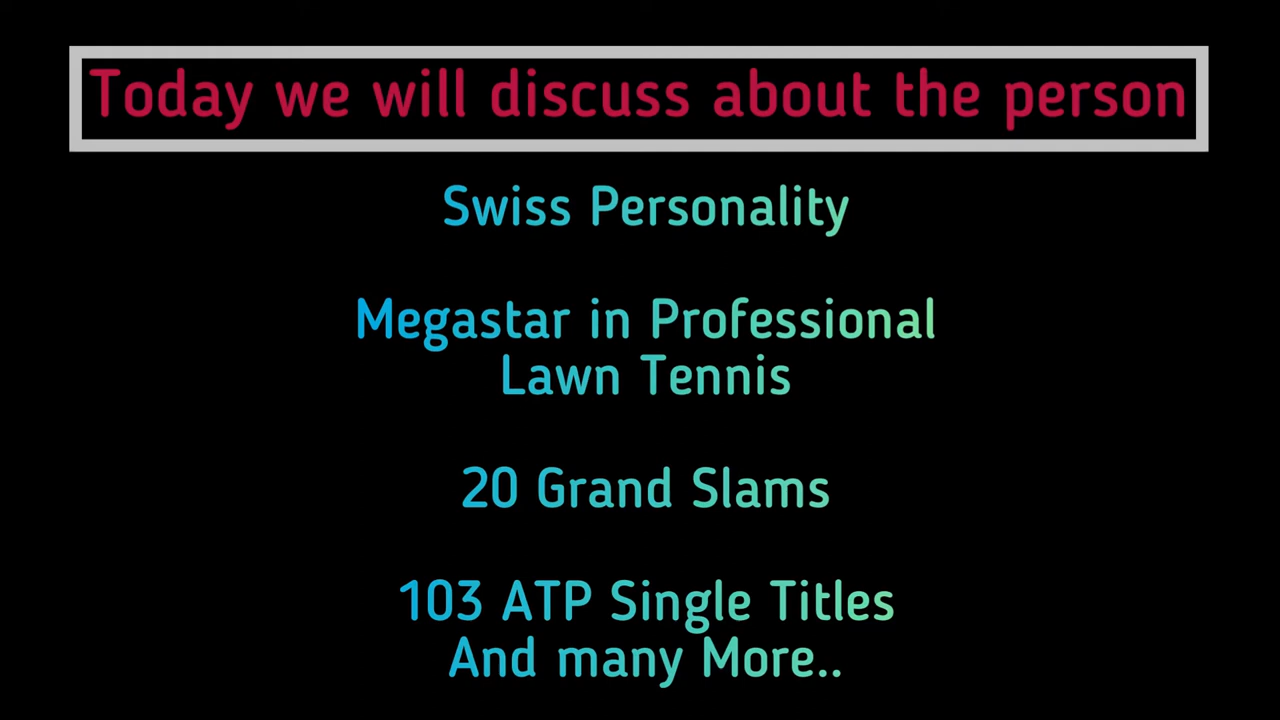 Today we will discuss about the person
Swiss Personality
Megastar in Professional
Lawn Tennis
20 Grand Slams
103 ATP Single Titles
And many More..